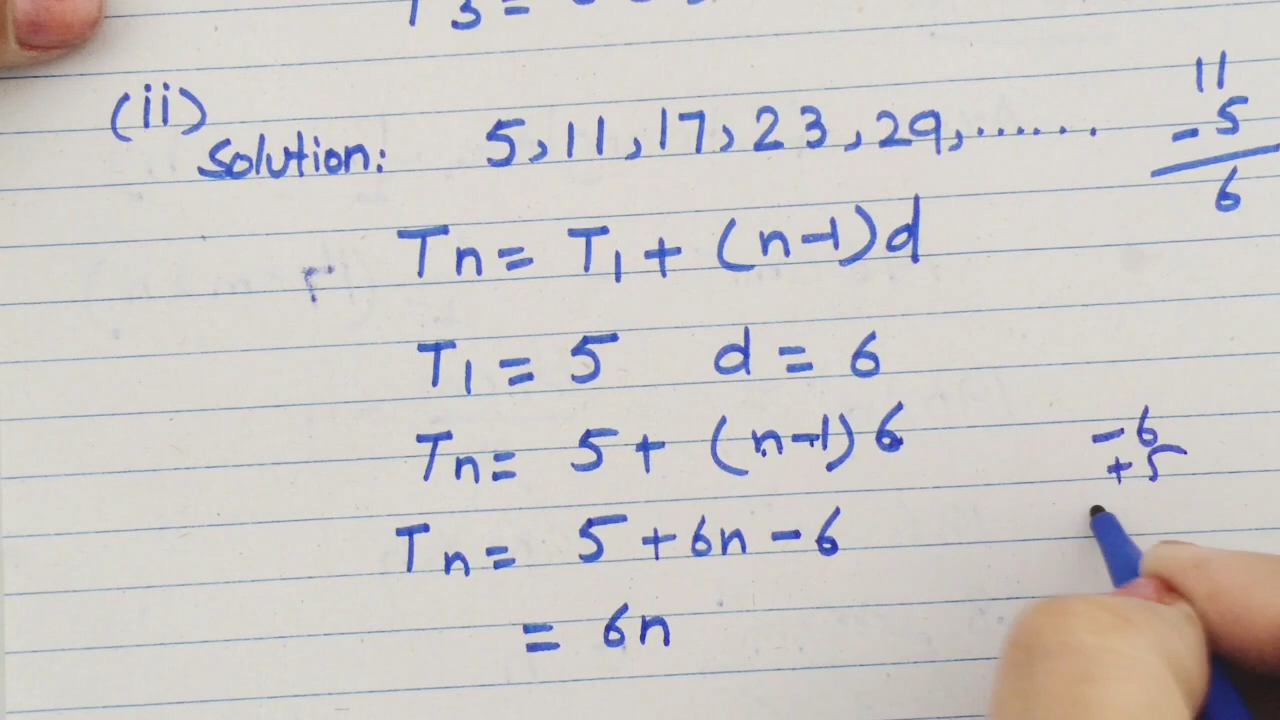 T3 =
(ii)
Solution: 5, 11, 17, 23, 29, ......
11
- 5
6
Tn = T1 + (n-1)d
T1 = 5 d = 6
Tn = 5 + (n-1) 6
- 6
+ 5
Tn = 5 + 6n - 6
= 6n